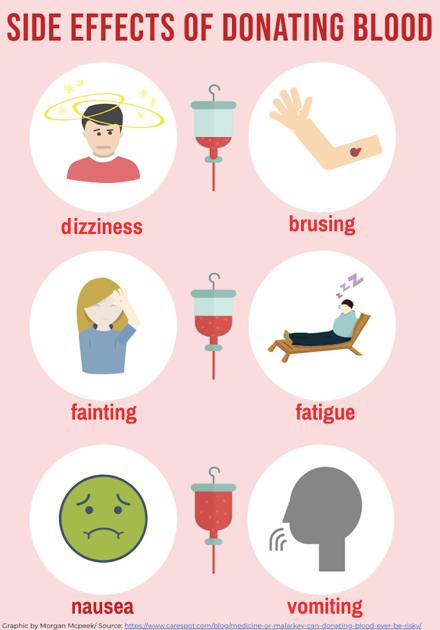 SIDE EFFECTS OF DONATING BLOOD
dizziness
brusing
fainting
fatigue
nausea
vomiting
Graphic by Morgan Mcpeek/ Source: https://www.carespot.com/blog/medicine-or-malarkey-can-donating-blood-ever-be-risky/